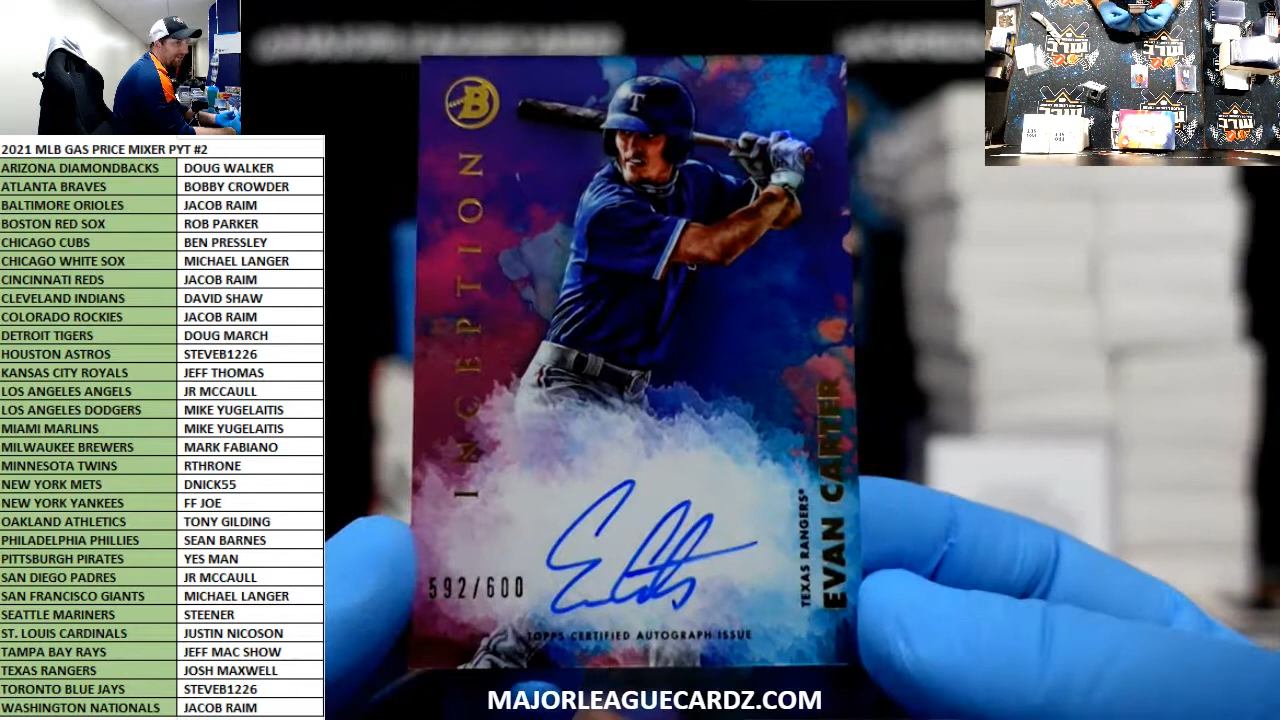 2021 MLB GAS PRICE MIXER PYT #2
ARIZONA DIAMONDBACKS DOUG WALKER
ATLANTA BRAVES BOBBY CROWDER
BALTIMORE ORIOLES JACOB RAIM
BOSTON RED SOX ROB PARKER
CHICAGO CUBS BEN PRESSLEY
CHICAGO WHITE SOX MICHAEL LANGER
CINCINNATI REDS JACOB RAIM
CLEVELAND INDIANS DAVID SHAW
COLORADO ROCKIES JACOB RAIM
DETROIT TIGERS DOUG MARCH
HOUSTON ASTROS STEVEB1226
KANSAS CITY ROYALS JEFF THOMAS
LOS ANGELES ANGELS JR MCCAULL
LOS ANGELES DODGERS MIKE YUGELAITIS
MIAMI MARLINS MIKE YUGELAITIS
MILWAUKEE BREWERS MARK FABIANO
MINNESOTA TWINS RTHRONE
NEW YORK METS DNICK55
NEW YORK YANKEES FF JOE
OAKLAND ATHLETICS TONY GILDING
PHILADELPHIA PHILLIES SEAN BARNES
PITTSBURGH PIRATES YES MAN
SAN DIEGO PADRES JR MCCAULL
SAN FRANCISCO GIANTS MICHAEL LANGER
SEATTLE MARINERS STEENER
ST. LOUIS CARDINALS JUSTIN NICOSON
TAMPA BAY RAYS JEFF MAC SHOW
TEXAS RANGERS JOSH MAXWELL
TORONTO BLUE JAYS STEVEB1226
WASHINGTON NATIONALS JACOB RAIM
B
INCEPTION
T
592/600
TEXAS RANGERS®
EVAN CARTER
TOPPS CERTIFIED AUTOGRAPH ISSUE
MAJORLEAGUECARDZ.COM